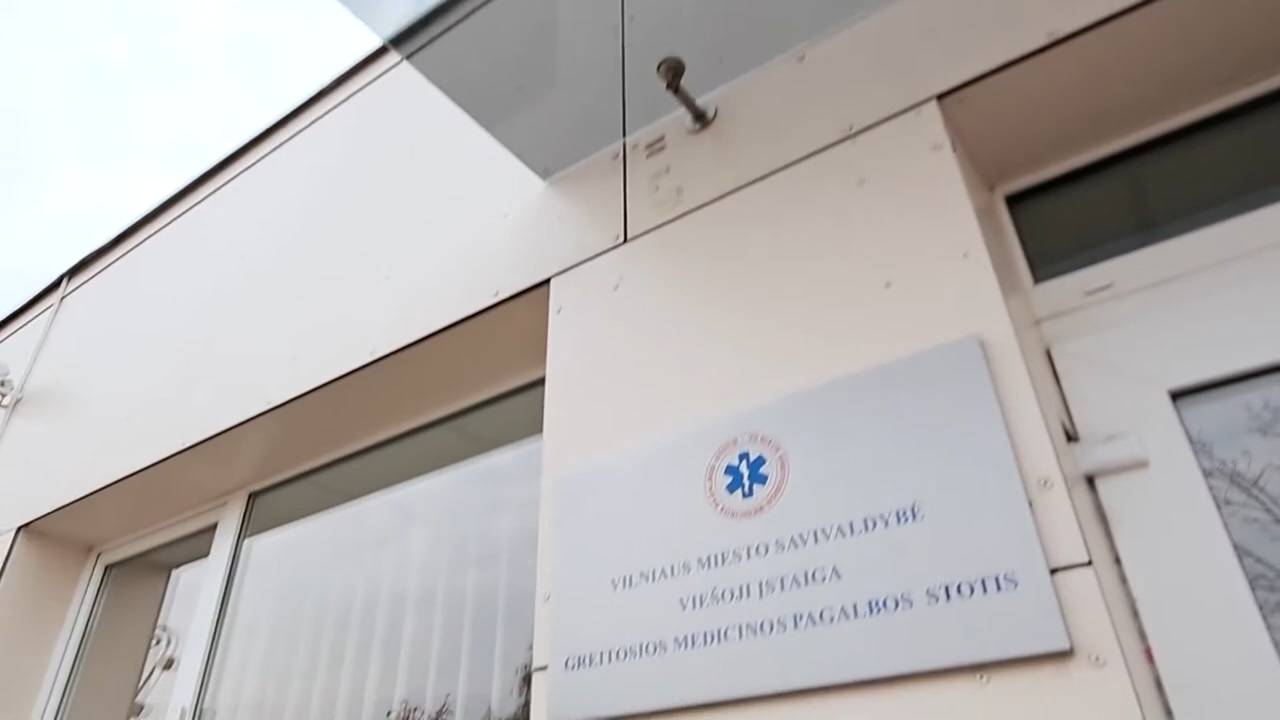 VILNIAUS MIESTO SAVIVALDYBĖ
VIEŠOJI ĮSTAIGA
GREITOSIOS MEDICINOS PAGALBOS STOTIS